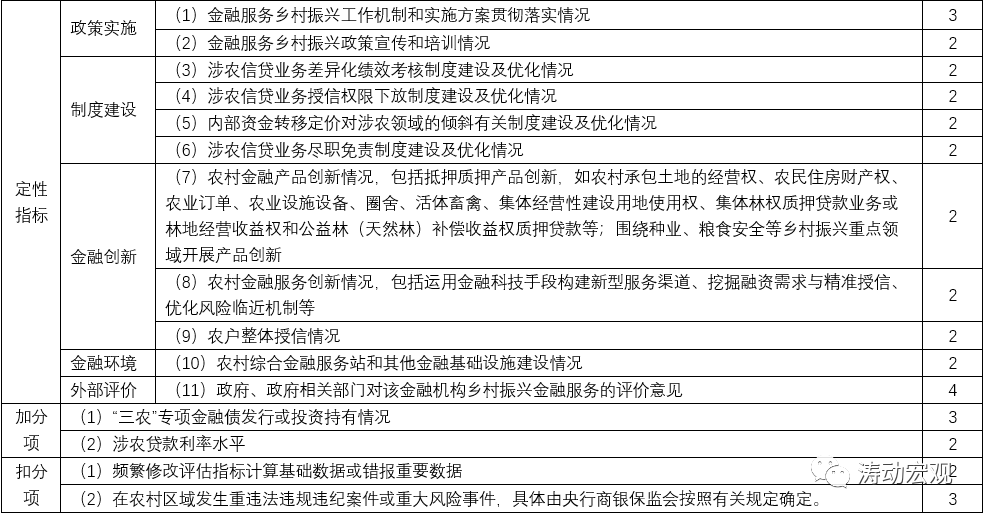 政策实施
(1) 金融服务乡村振兴工作机制和实施方案贯彻落实情况
3
(2) 金融服务乡村振兴政策宣传和培训情况
2
定性
指标
制度建设
(3) 涉农信贷业务差异化绩效考核制度建设及优化情况
2
(4) 涉农信贷业务授信权限下放制度建设及优化情况
2
(5) 内部资金转移定价对涉农领域的倾斜有关制度建设及优化情况
2
(6) 涉农信贷业务尽职免责制度建设及优化情况
2
金融创新
(7) 农村金融产品创新情况，包括抵押质押产品创新，如农村承包土地的经营权、农民住房财产权、
农业订单、农业设施设备、圈舍、活体畜禽、集体经营性建设用地使用权、集体林权质押贷款业务或
林地经营收益权和公益林（天然林）补偿收益权质押贷款等；围绕种业、粮食安全等乡村振兴重点领
域开展产品创新
2
(8) 农村金融服务创新情况，包括运用金融科技手段构建新型服务渠道、挖掘融资需求与精准授信、
优化风险临近机制等
2
(9) 农户整体授信情况
2
金融环境
(10) 农村综合金融服务站和其他金融基础设施建设情况
2
外部评价
(11) 政府、政府相关部门对该金融机构乡村振兴金融服务的评价意见
4
加分
项
(1) “三农”专项金融债发行或投资持有情况
3
(2) 涉农贷款利率水平
2
扣分
项
(1) 频繁修改评估指标计算基础数据或错报重要数据
2
(2) 在农村区域发生重违法违规违纪案件或重大风险事件，具体由央行商银保监会按照有关规定确定。
3
涛动宏观